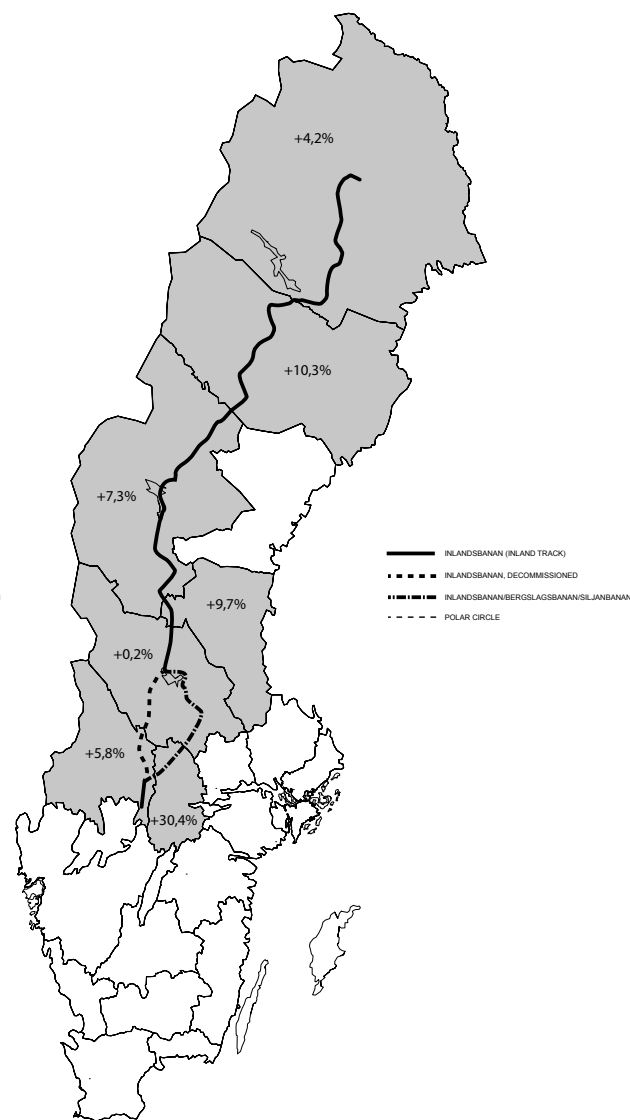 +4,2%
+10,3%
+7,3%
INLANDSBANAN (INLAND TRACK)
INLANDSBANAN, DECOMMISSIONED
INLANDSBANAN/BERGSLAGSBANAN/SILJANBANAN
POLAR CIRCLE
+9,7%
+0,2%
+5,8%
+30,4%